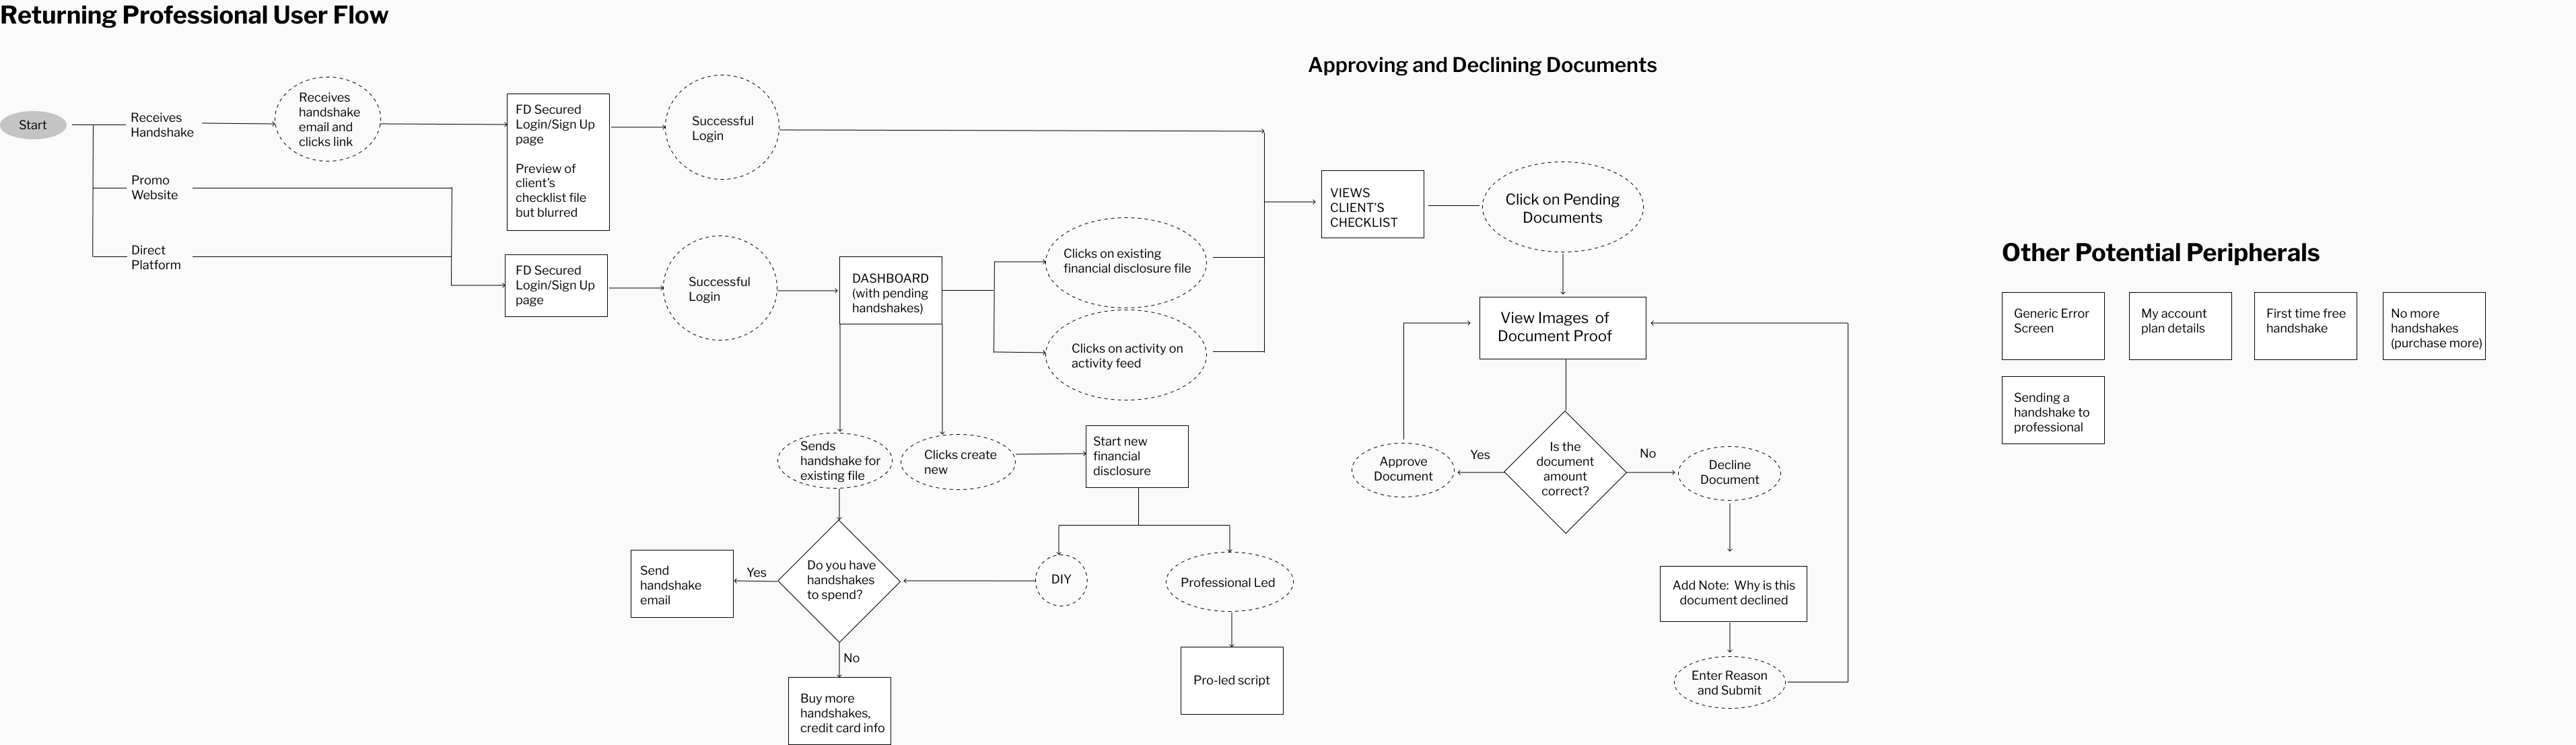 Returning Professional User Flow
Approving and Declining Documents
Start
Receives
Handshake
Promo
Website
Direct
Platform
Receives
handshake
email and
clicks link
FD Secured
Login/Sign Up
page
Preview of
client's
checklist file
but blurred
Successful
Login
FD Secured
Login/Sign Up
page
Successful
Login
DASHBOARD
(with pending
handshakes)
Clicks on existing
financial disclosure file
Clicks on activity on
activity feed
Sends
handshake for
existing file
Clicks create
new
Start new
financial
disclosure
Send
handshake
email
Yes
Do you have
handshakes
to spend?
No
Buy more
handshakes,
credit card info
DIY
Professional Led
Pro-led script
VIEWS
CLIENT'S
CHECKLIST
Click on Pending
Documents
View Images of
Document Proof
Is the
document
amount
correct?
Yes
Approve
Document
No
Decline
Document
Add Note: Why is this
document declined
Enter Reason
and Submit
Other Potential Peripherals
Generic Error
Screen
My account
plan details
First time free
handshake
No more
handshakes
(purchase more)
Sending a
handshake to
professional